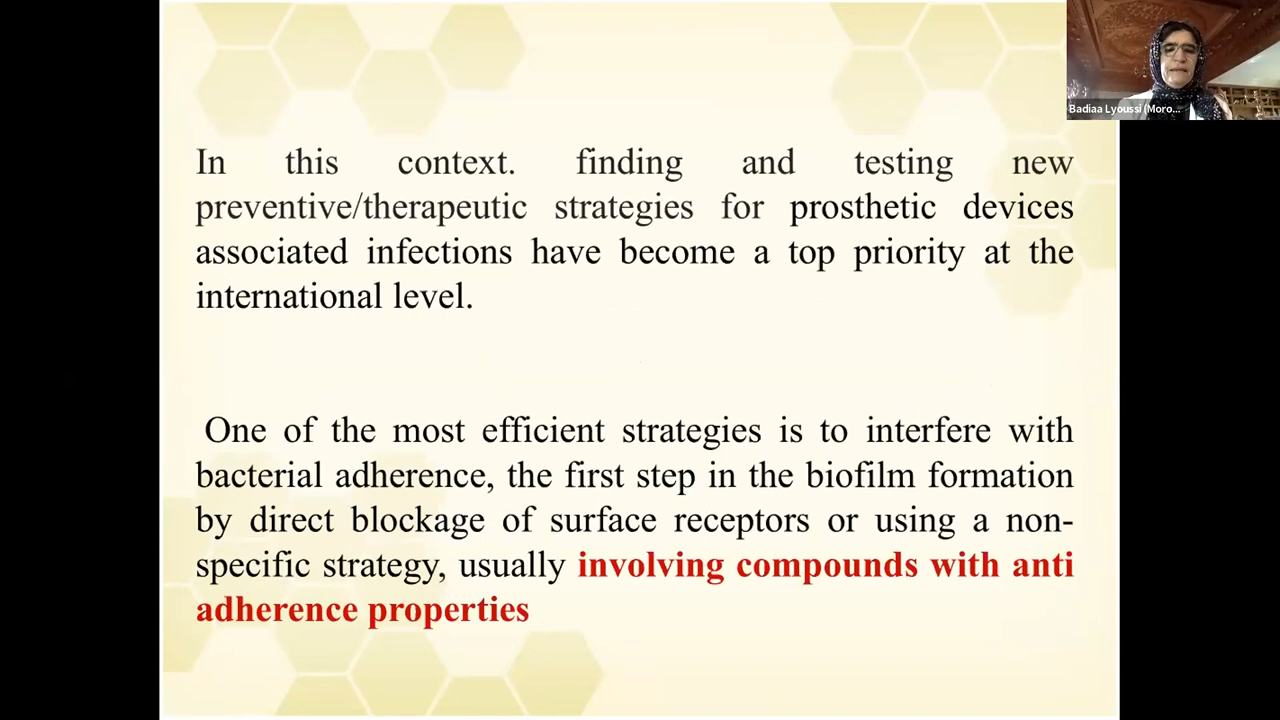 In this context. finding and testing new
preventive/therapeutic strategies for prosthetic devices
associated infections have become a top priority at the
international level.
One of the most efficient strategies is to interfere with
bacterial adherence, the first step in the biofilm formation
by direct blockage of surface receptors or using a non-
specific strategy, usually involving compounds with anti
adherence properties
Badiaa Lyoussi (Moro...